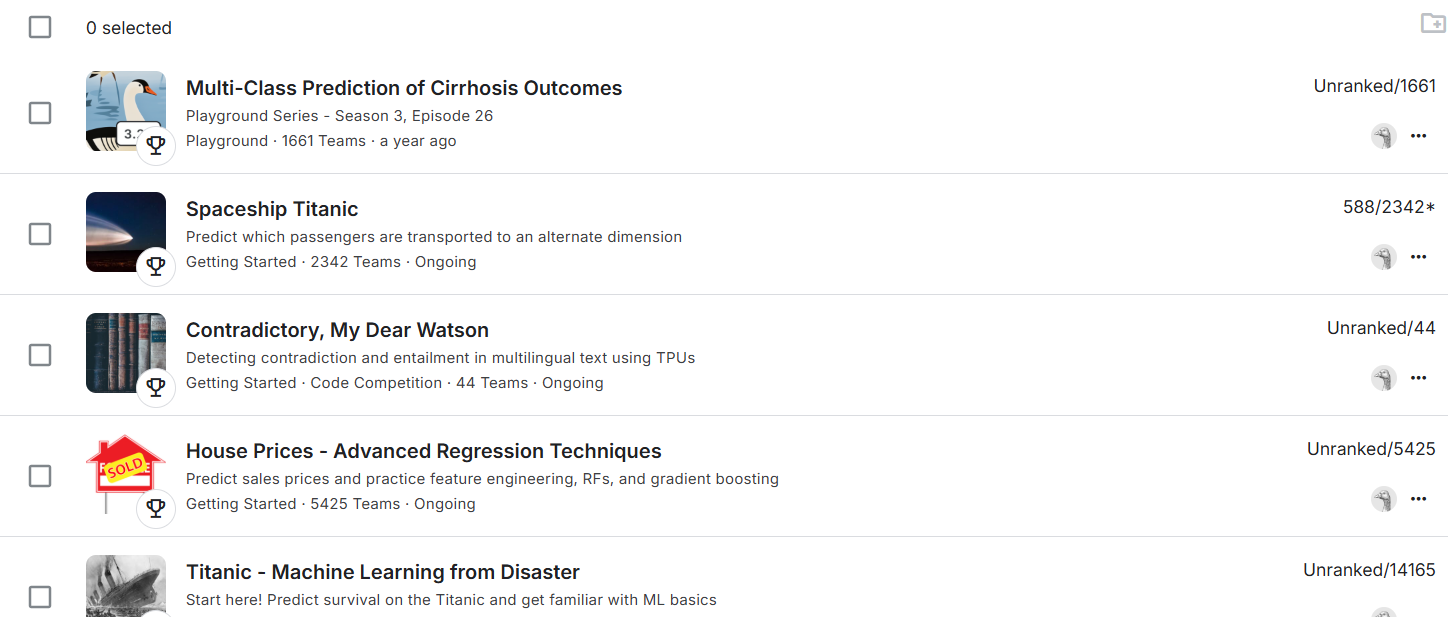 0 selected
Multi-Class Prediction of Cirrhosis Outcomes
Unranked/1661
Playground Series - Season 3, Episode 26
3.2
Playground · 1661 Teams · a year ago
Spaceship Titanic
588/2342*
Predict which passengers are transported to an alternate dimension
Getting Started · 2342 Teams · Ongoing
Contradictory, My Dear Watson
Unranked/44
Detecting contradiction and entailment in multilingual text using TPUs
Getting Started · Code Competition · 44 Teams · Ongoing
House Prices - Advanced Regression Techniques
Unranked/5425
SOLD
Predict sales prices and practice feature engineering, RFs, and gradient boosting
Getting Started · 5425 Teams · Ongoing
Titanic - Machine Learning from Disaster
Unranked/14165
Start here! Predict survival on the Titanic and get familiar with ML basics